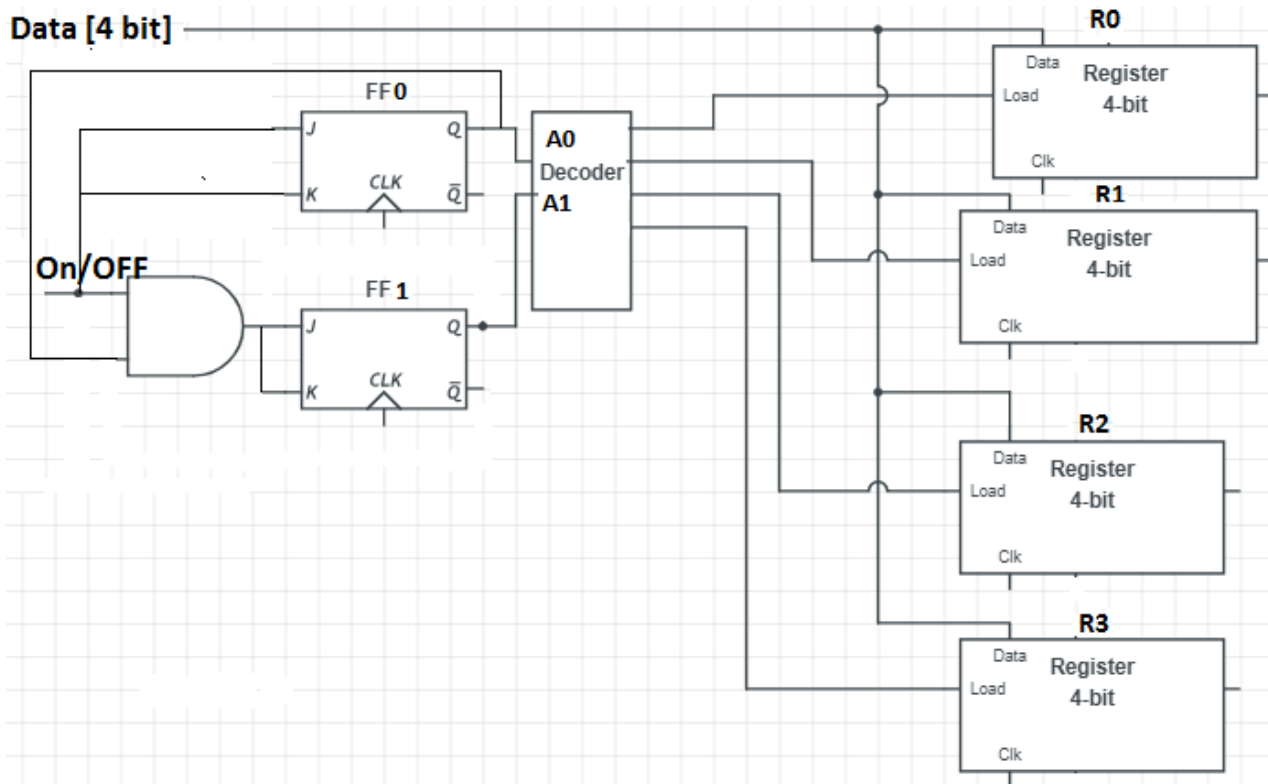 Data [4 bit]
R0
Data
Register
4-bit
Load
Clk
FF0
J
Q
CLK
K
Q̅
A0
Decoder
A1
R1
Data
Register
4-bit
Load
Clk
On/OFF
FF1
J
Q
CLK
K
Q̅
R2
Data
Register
4-bit
Load
Clk
R3
Data
Register
4-bit
Load
Clk